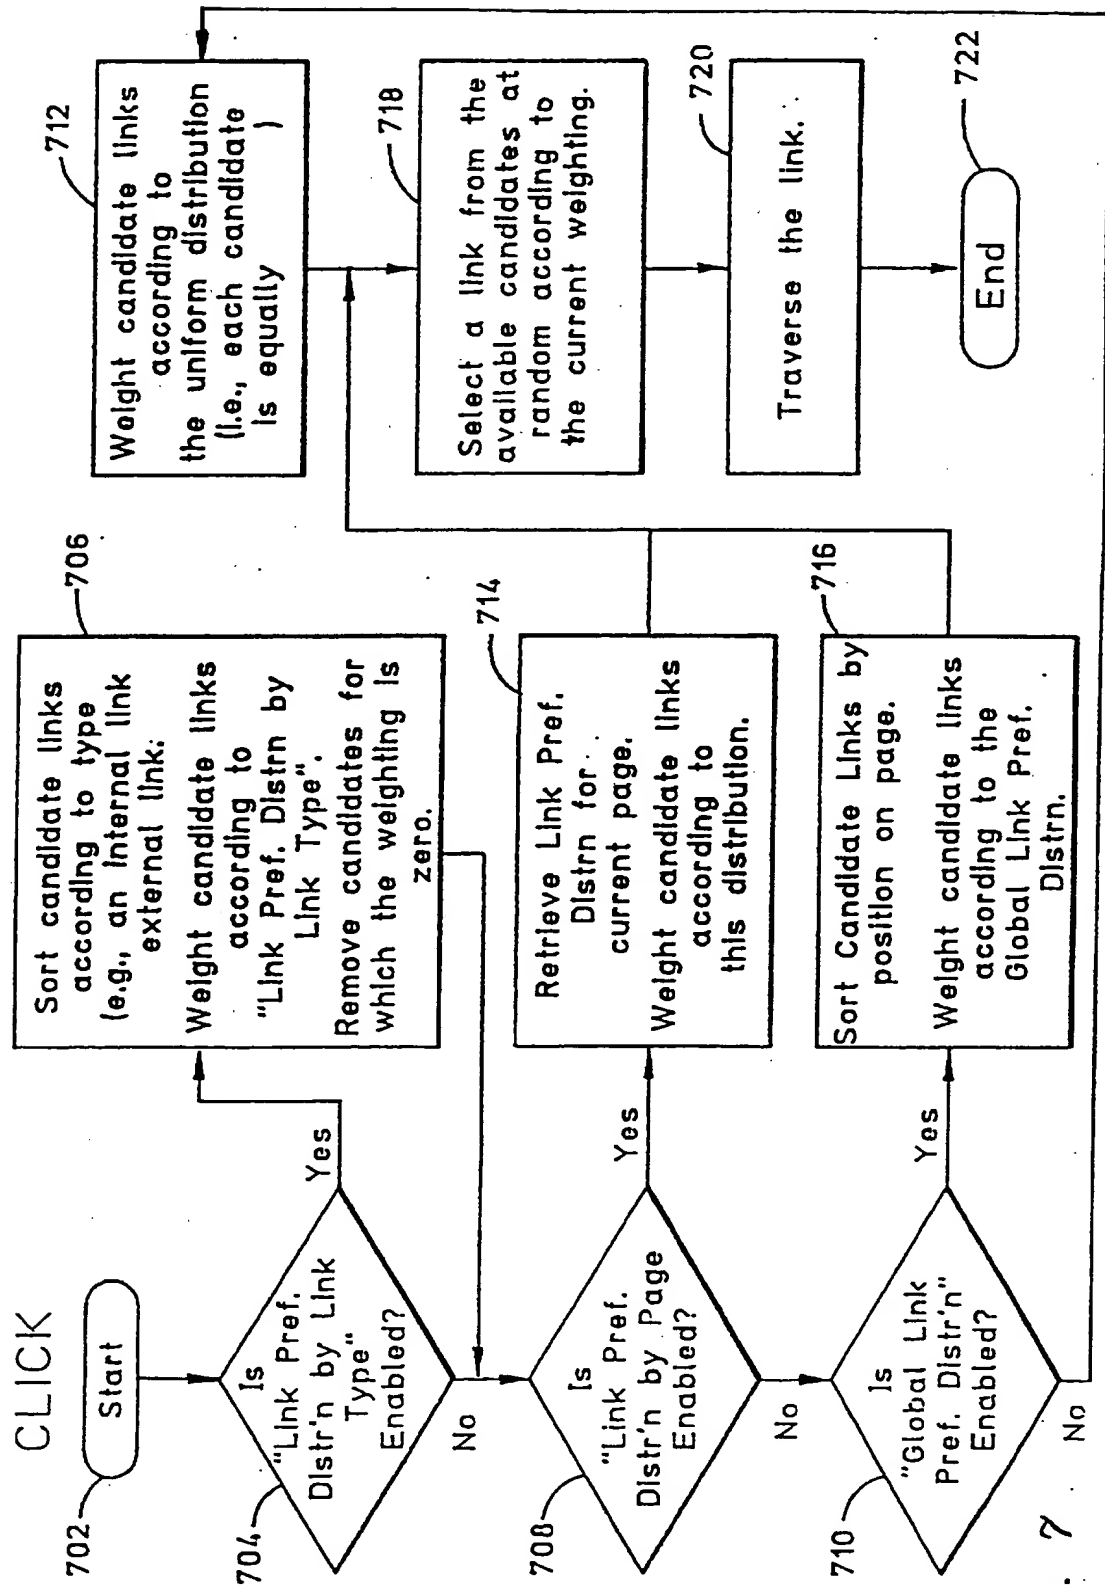 CLICK
702
Start
704
Is
"Link Pref.
Distr'n by Link
Type"
Enabled?
Yes
No
706
Sort candidate links
according to type
(e.g., an internal link
external link.
Weight candidate links
according to
"Link Pref. Distrn by
Link Type".
Remove candidates for
which the weighting is
zero.
708
Is
"Link Pref.
Distr'n by Page
Enabled?
Yes
No
714
Retrieve Link Pref.
Distrn for
current page.
Weight candidate links
according to
this distribution.
710
Is
"Global Link
Pref. Distr'n"
Enabled?
Yes
No
716
Sort Candidate Links by
position on page.
Weight candidate links
according to the
Global Link Pref.
Distrn.
712
Weight candidate links
according to
the uniform distribution
(i.e., each candidate
is equally )
718
Select a link from the
available candidates at
random according to
the current weighting.
720
Traverse the link.
722
End
. 7